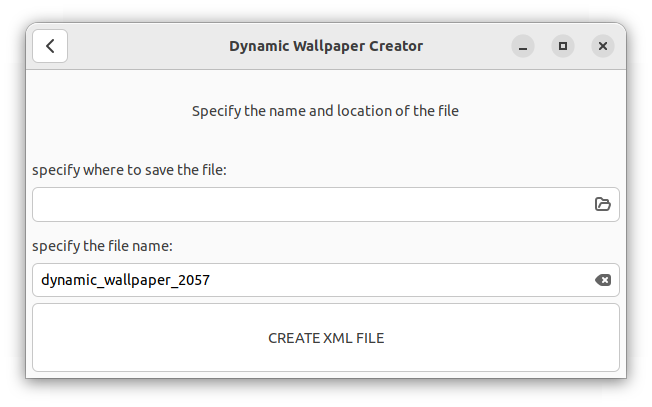 Dynamic Wallpaper Creator
Specify the name and location of the file
specify where to save the file:
specify the file name:
dynamic_wallpaper_2057
CREATE XML FILE